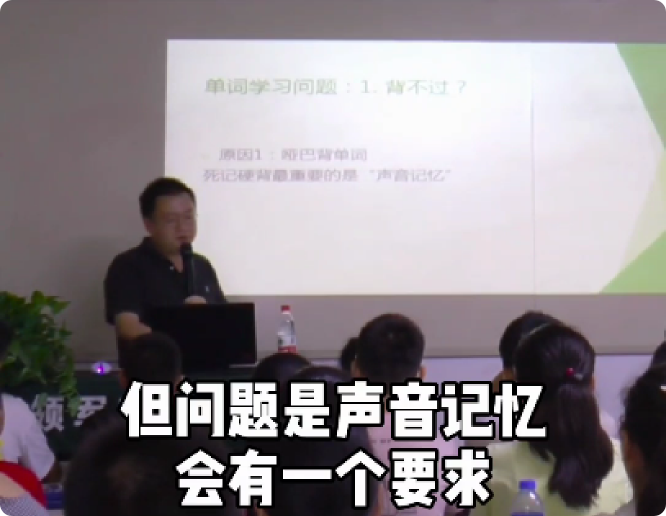 单词学习问题：1. 背不过？
原因1：哑巴背单词
死记硬背最重要的是“声音记忆”
但问题是声音记忆
会有一个要求